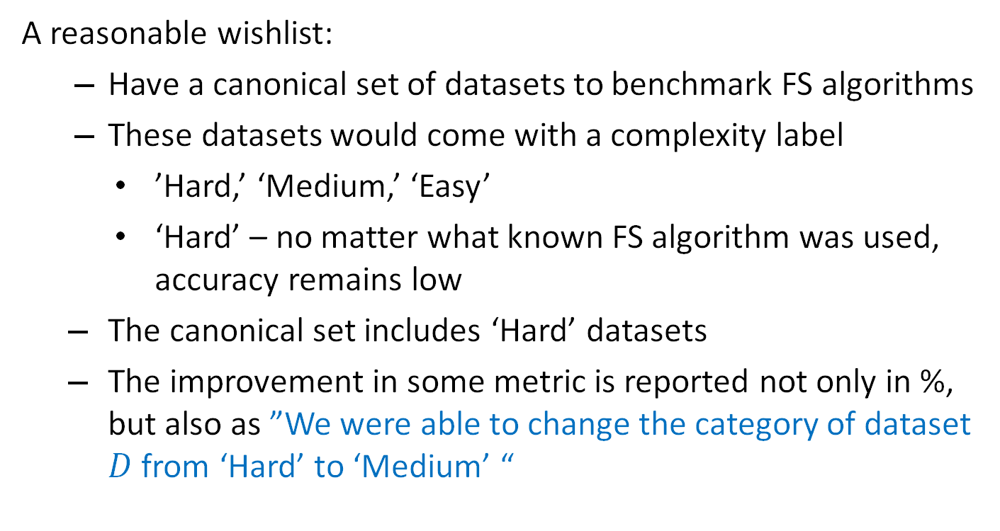 A reasonable wishlist:
– Have a canonical set of datasets to benchmark FS algorithms
– These datasets would come with a complexity label
• ’Hard,’ ‘Medium,’ ‘Easy’
• ‘Hard’ – no matter what known FS algorithm was used,
accuracy remains low
– The canonical set includes ‘Hard’ datasets
– The improvement in some metric is reported not only in %,
but also as ”We were able to change the category of dataset
D from ‘Hard’ to ‘Medium’ “